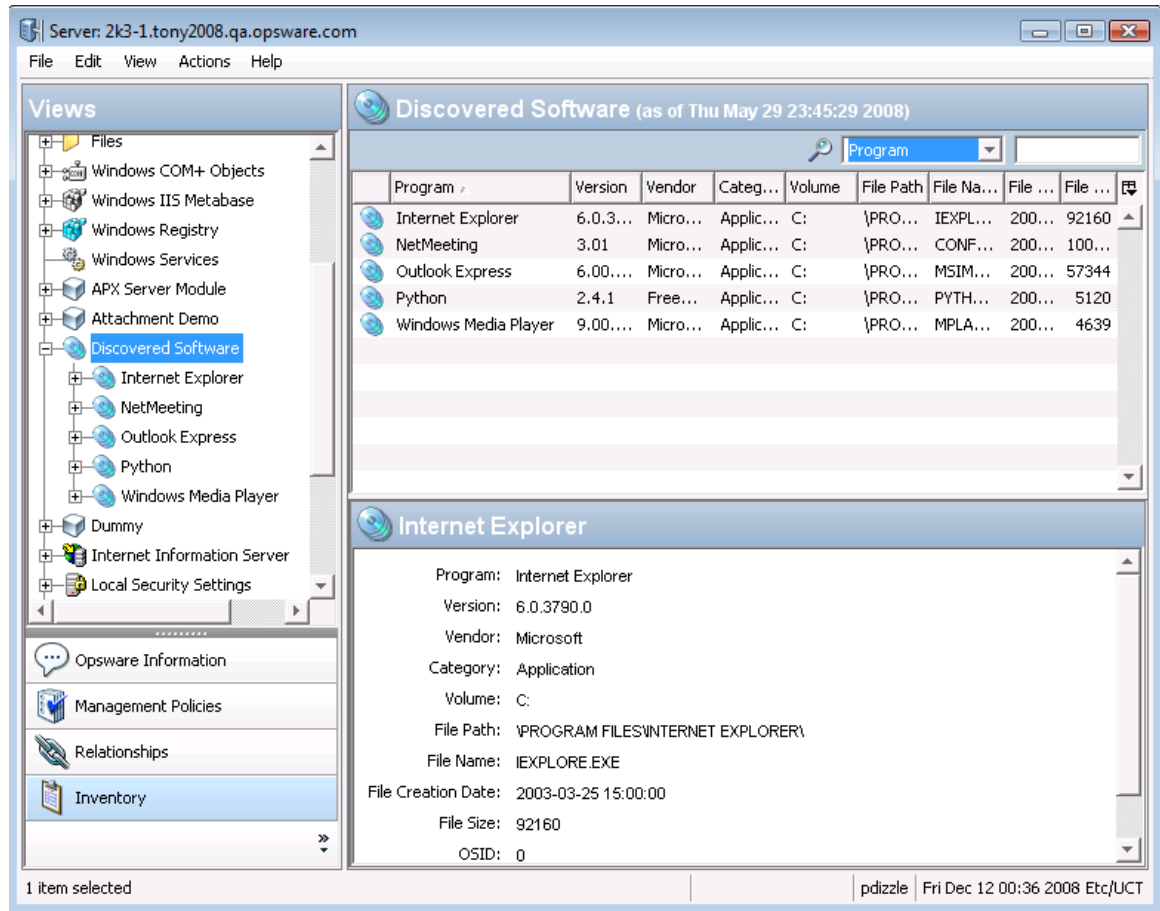 Server: 2k3-1.tony2008.qa.opsware.com
File Edit View Actions Help
Views
Files
Windows COM+ Objects
Windows IIS Metabase
Windows Registry
Windows Services
APX Server Module
Attachment Demo
Discovered Software
Internet Explorer
NetMeeting
Outlook Express
Python
Windows Media Player
Dummy
Internet Information Server
Local Security Settings
Opsware Information
Management Policies
Relationships
Inventory
Discovered Software (as of Thu May 29 23:45:29 2008)
Program
Program Version Vendor Categ... Volume File Path File Na... File ... File ...
Internet Explorer 6.0.3... Micro... Applic... C: \PRO... IEXPL... 200... 92160
NetMeeting 3.01 Micro... Applic... C: \PRO... CONF... 200... 100...
Outlook Express 6.00.... Micro... Applic... C: \PRO... MSIM... 200... 57344
Python 2.4.1 Free... Applic... C: \PRO... PYTH... 200... 5120
Windows Media Player 9.00.... Micro... Applic... C: \PRO... MPLA... 200... 4639
Internet Explorer
Program: Internet Explorer
Version: 6.0.3790.0
Vendor: Microsoft
Category: Application
Volume: C:
File Path: \PROGRAM FILES\INTERNET EXPLORER\
File Name: IEXPLORE.EXE
File Creation Date: 2003-03-25 15:00:00
File Size: 92160
OSID: 0
1 item selected
pdizzle Fri Dec 12 00:36 2008 Etc/UCT